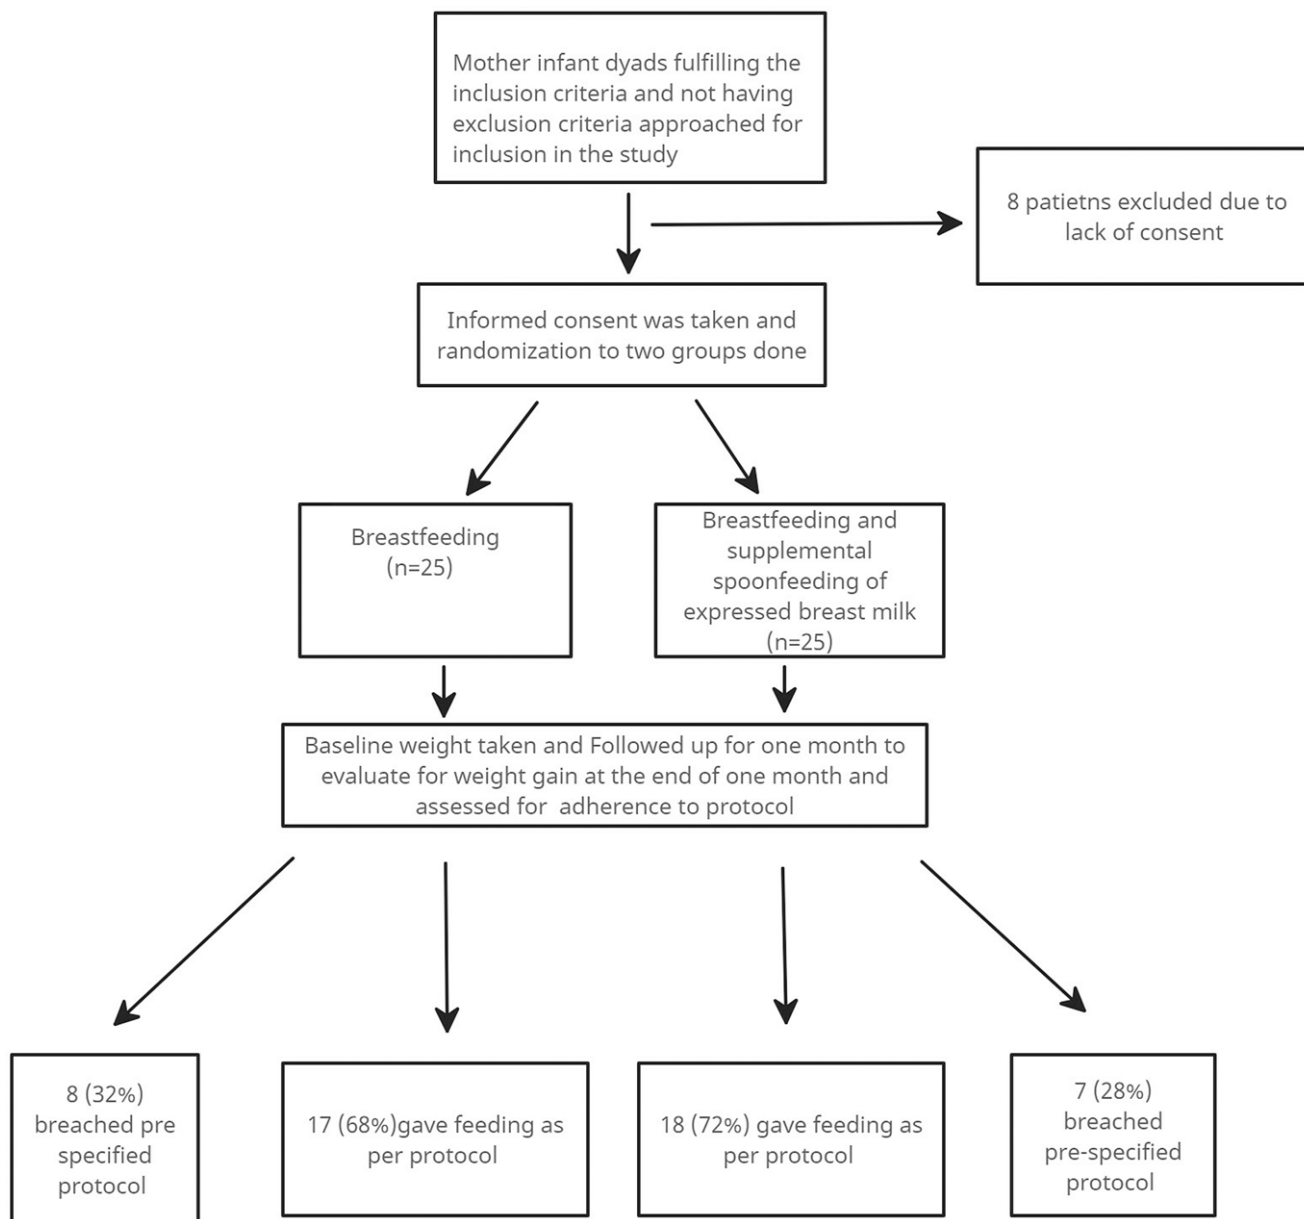 Mother infant dyads fulfilling the
inclusion criteria and not having
exclusion criteria approached for
inclusion in the study
8 patietns excluded due to
lack of consent
Informed consent was taken and
randomization to two groups done
Breastfeeding
(n=25)
Breastfeeding and
supplemental
spoonfeeding of
expressed breast milk
(n=25)
Baseline weight taken and Followed up for one month to
evaluate for weight gain at the end of one month and
assessed for  adherence to protocol
8 (32%)
breached pre
specified
protocol
17 (68%)gave feeding as
per protocol
18 (72%) gave feeding as
per protocol
7 (28%)
breached
pre-specified
protocol